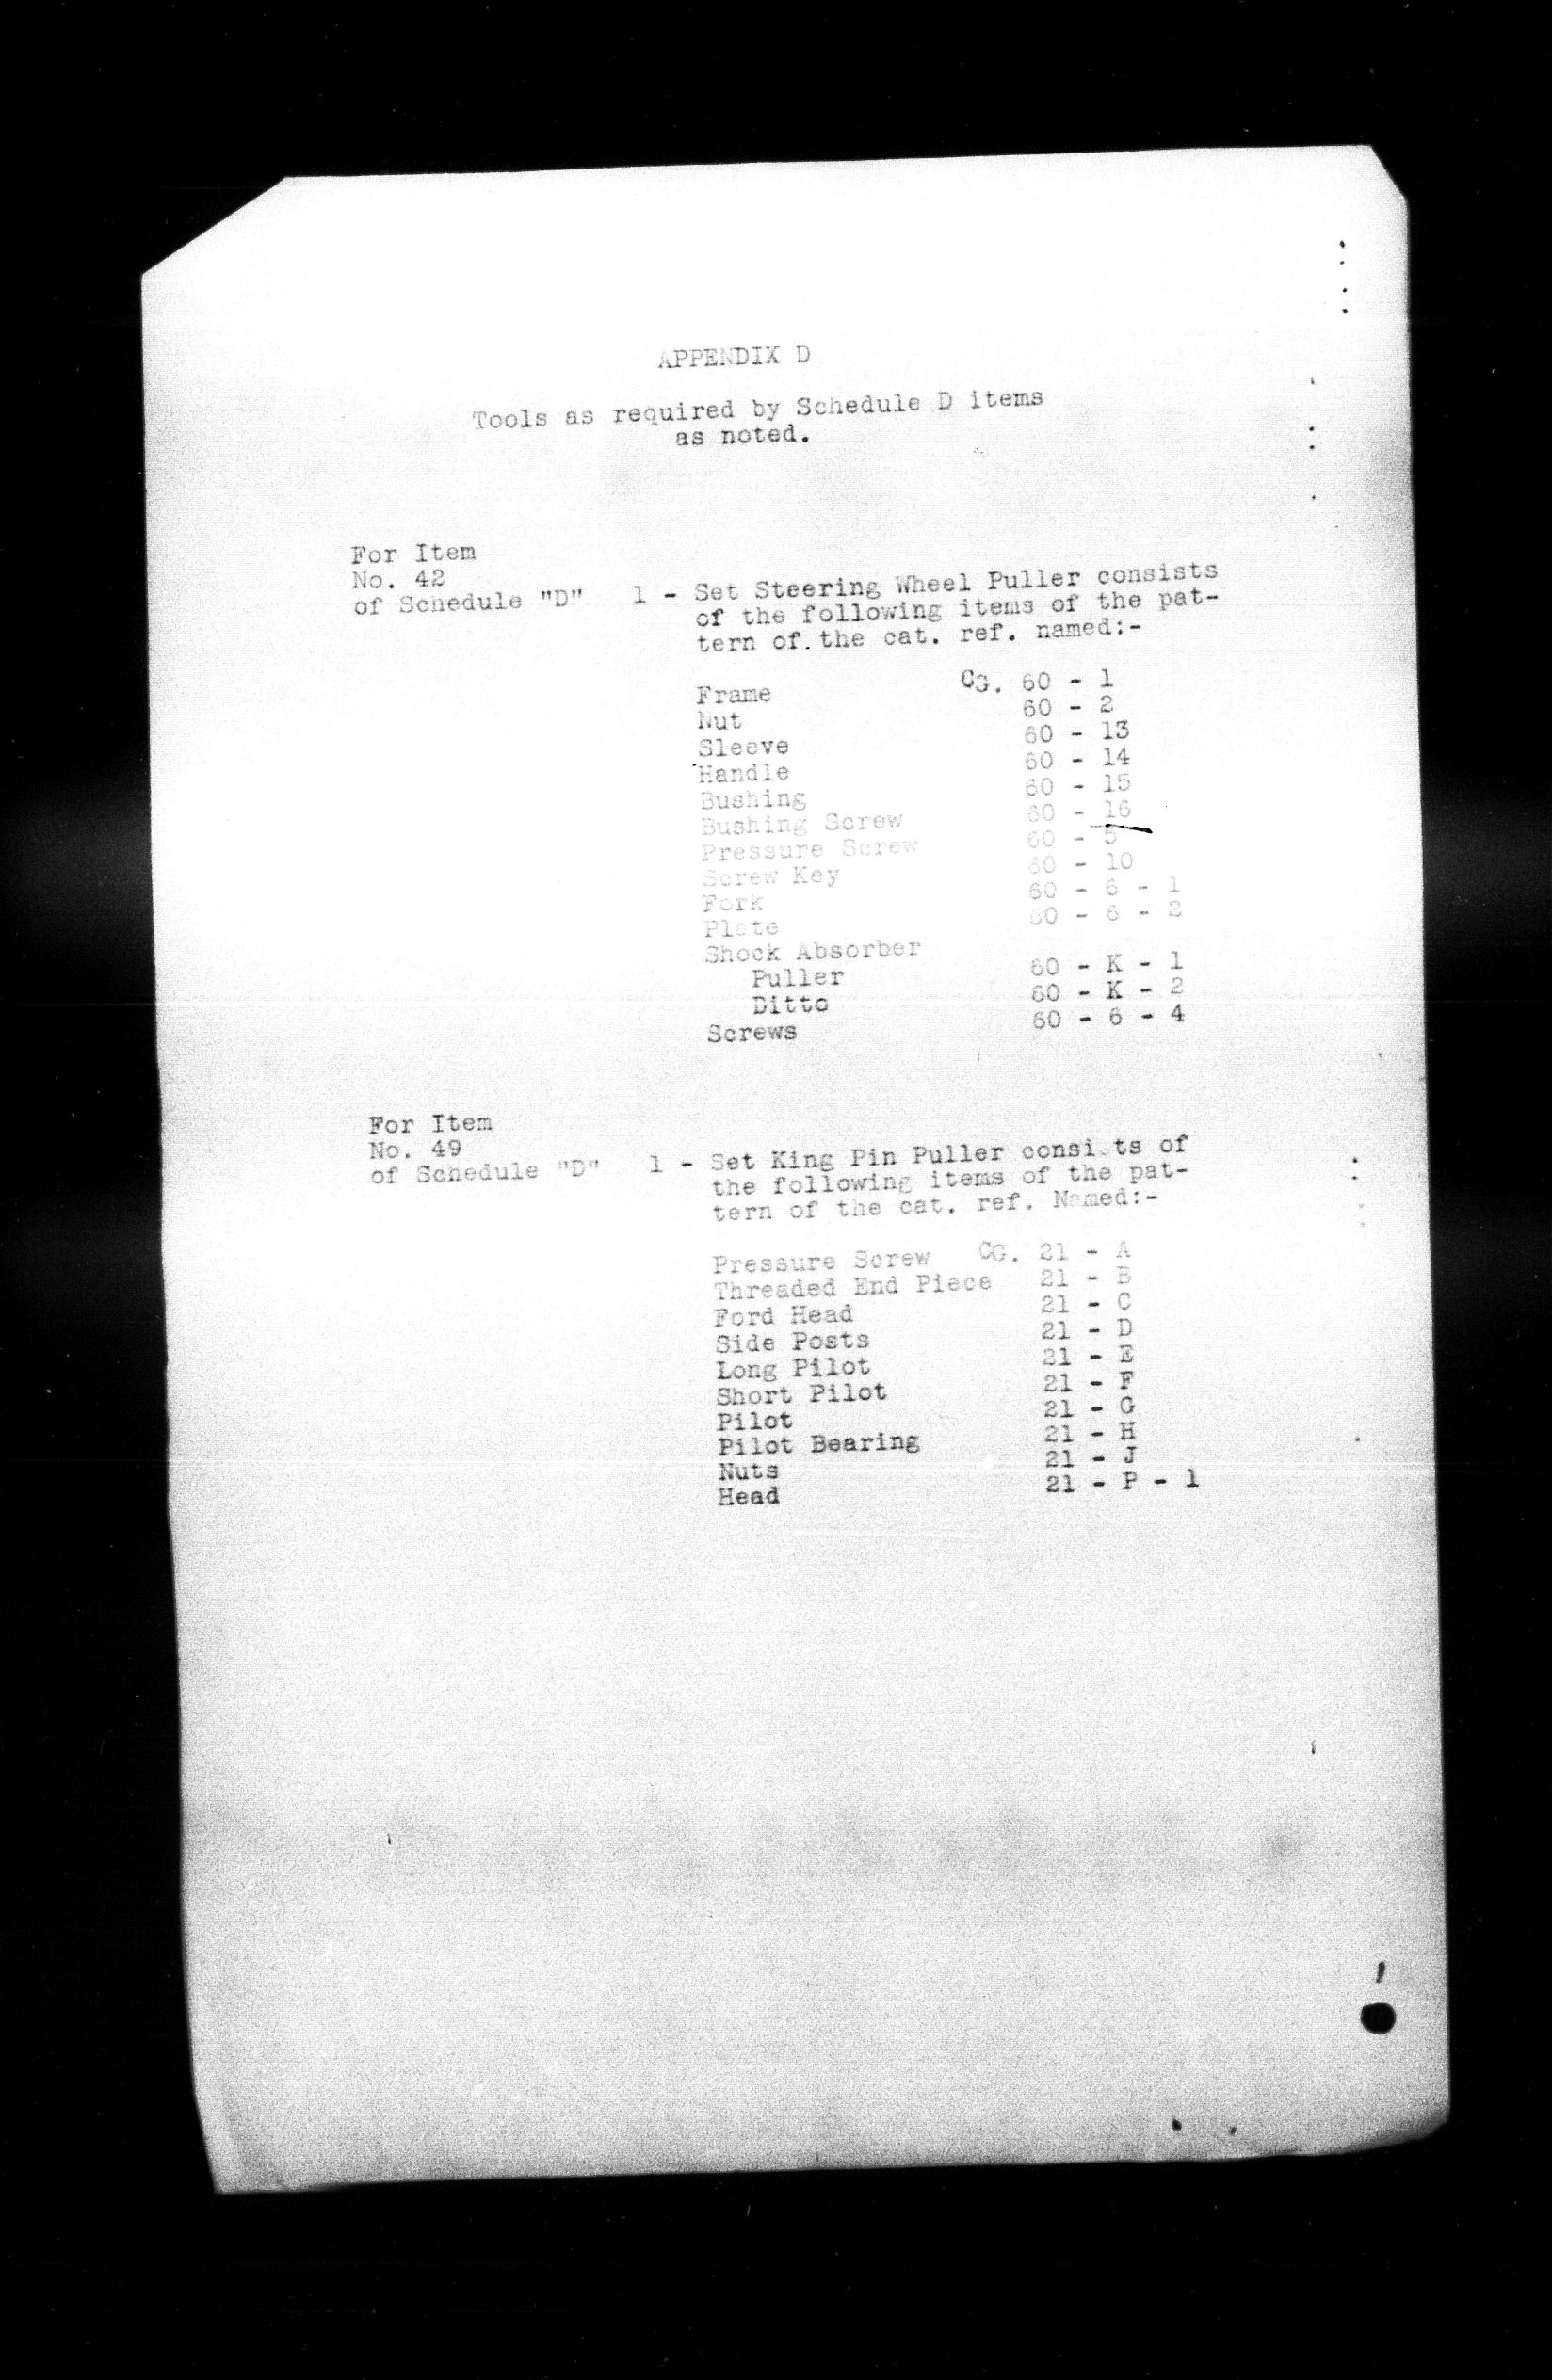 APPENDIX D
Tools as required by Schedule D items
as noted.
For Item
No. 42
of Schedule "D" 1 - Set Steering Wheel Puller consists
of the following items of the pat-
tern of the cat. ref. named:-
Frame CG. 60 - 1
Nut 60 - 2
Sleeve 60 - 13
Handle 60 - 14
Bushing 60 - 15
Bushing Screw 60 - 16
Pressure Screw 60 - 5
Screw Key 60 - 10
Fork 60 - 6 - 1
Plate 60 - 6 - 2
Shock Absorber
Puller 60 - K - 1
Ditto 60 - K - 2
Screws 60 - 6 - 4
For Item
No. 49
of Schedule "D" 1 - Set King Pin Puller consists of
the following items of the pat-
tern of the cat. ref. Named:-
Pressure Screw CG. 21 - A
Threaded End Piece 21 - B
Ford Head 21 - C
Side Posts 21 - D
Long Pilot 21 - E
Short Pilot 21 - F
Pilot 21 - G
Pilot Bearing 21 - H
Nuts 21 - J
Head 21 - P - 1